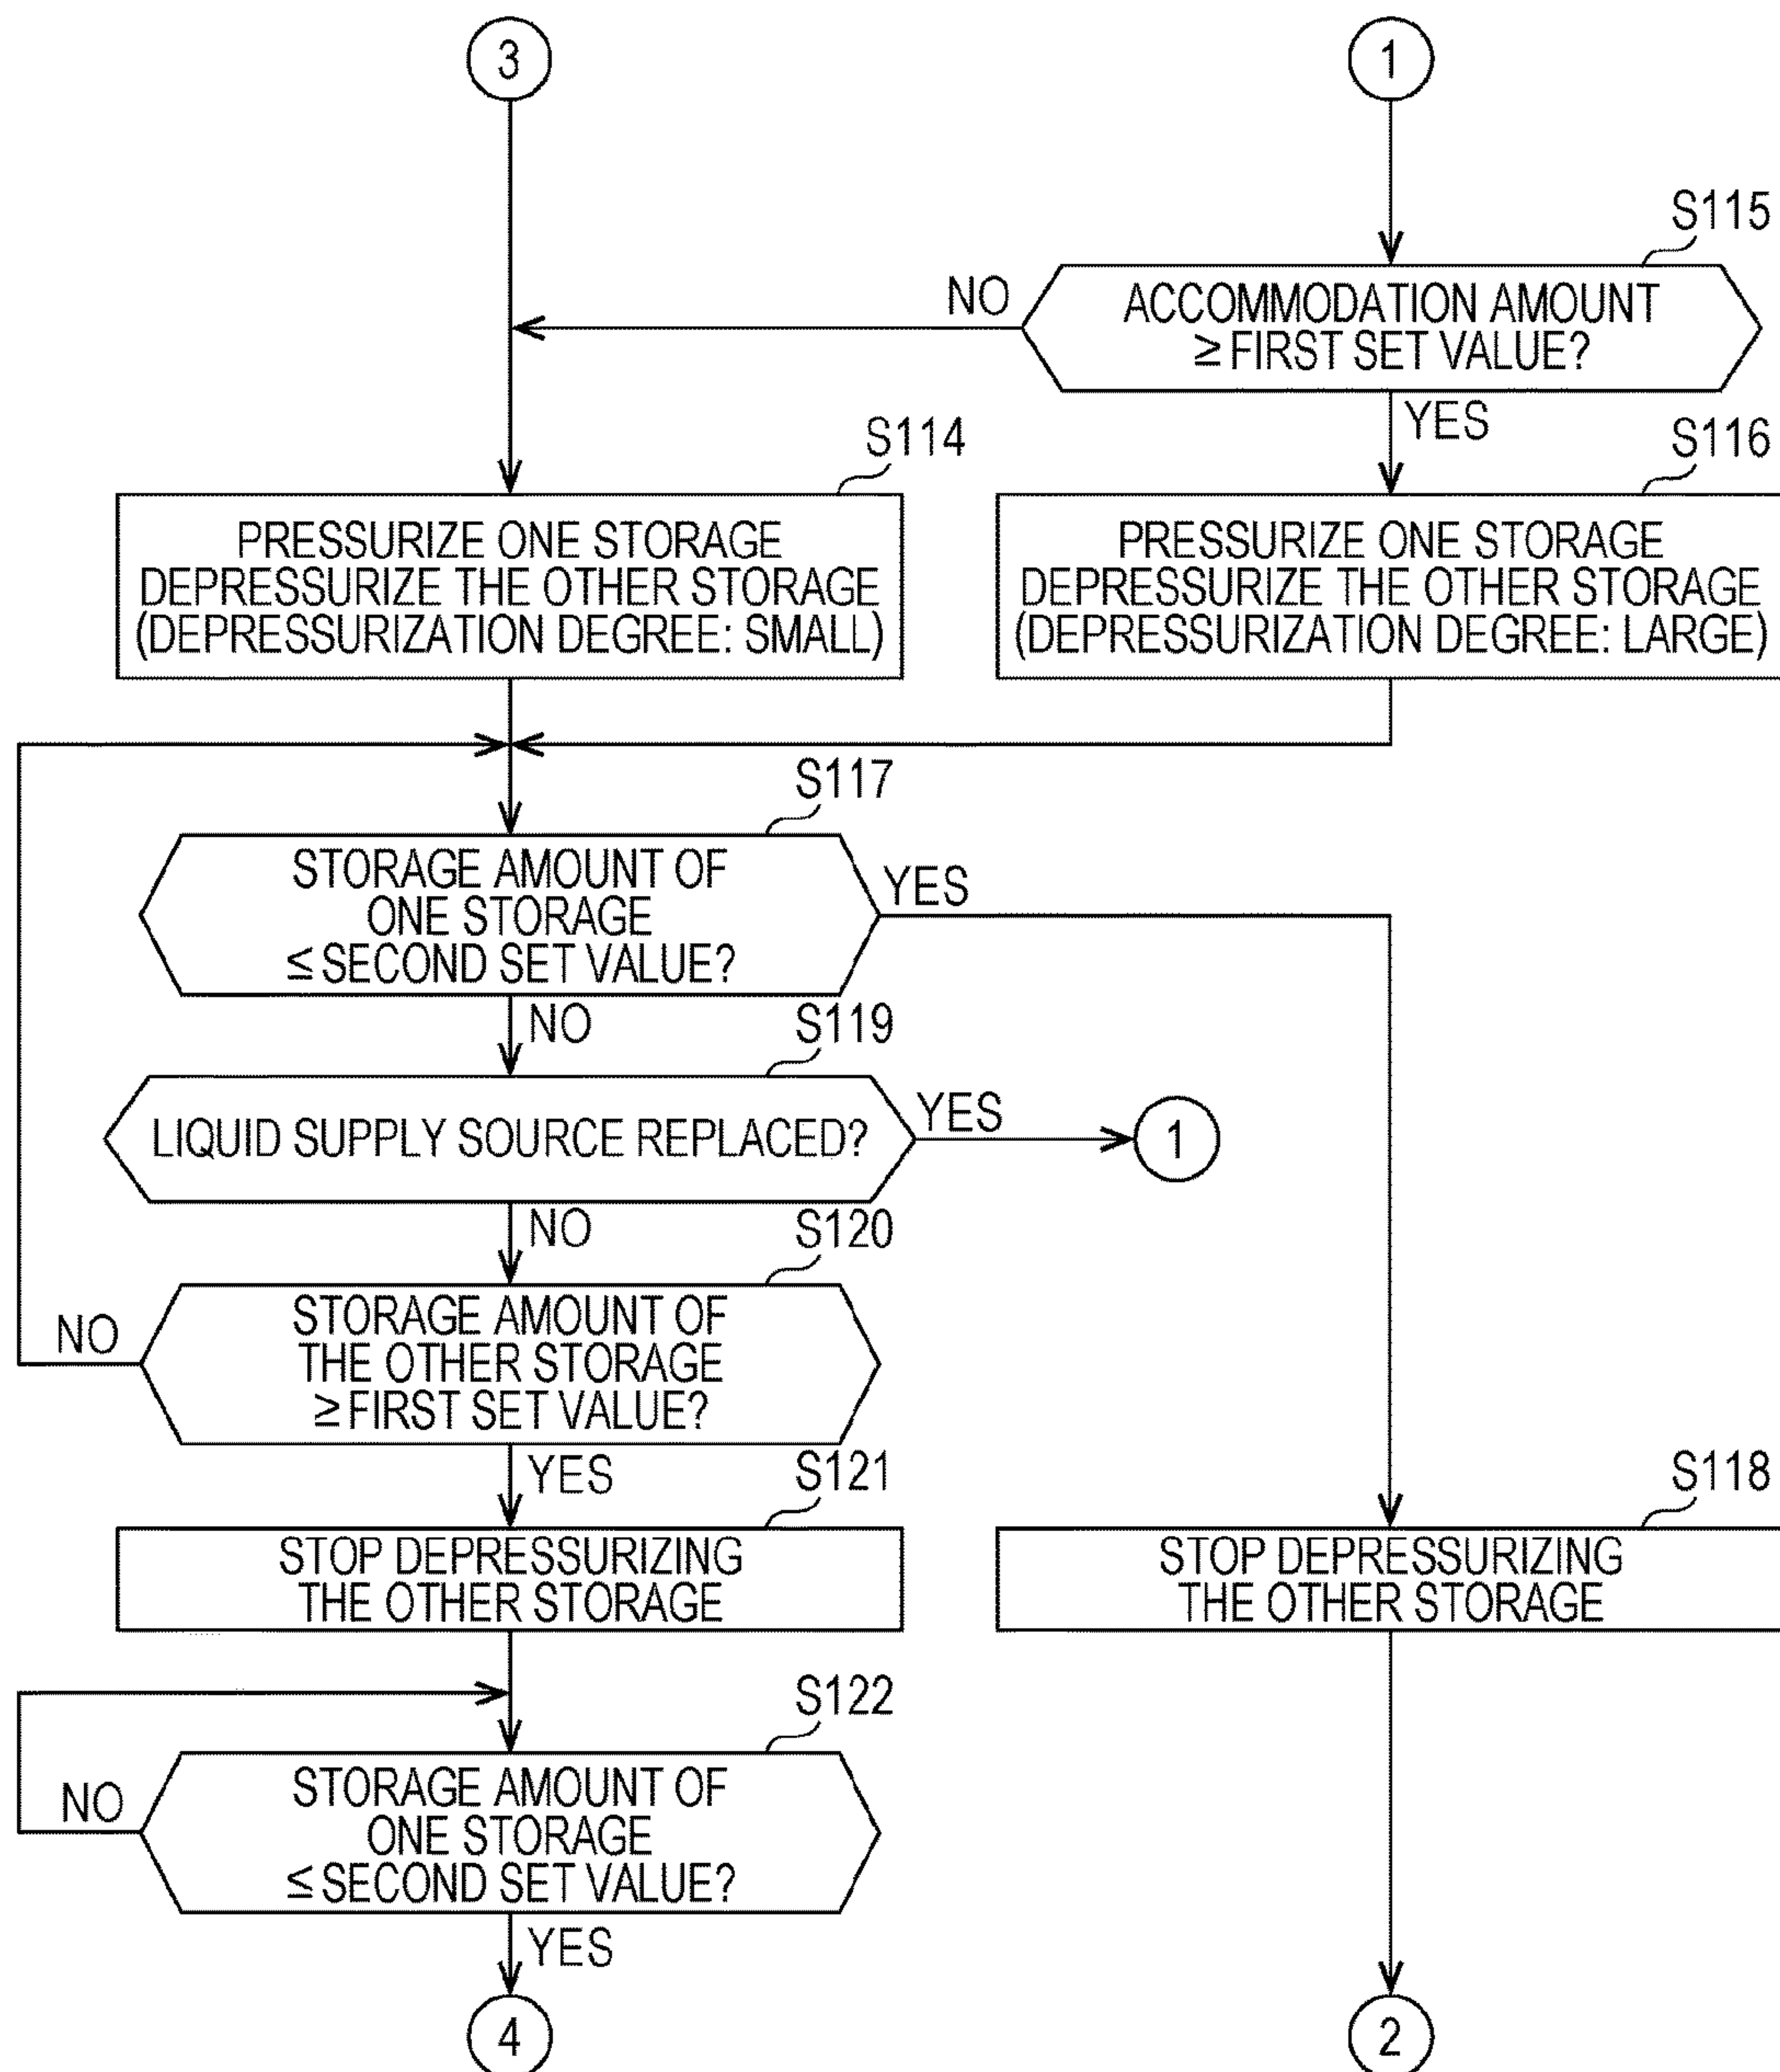 3
1
S115
NO
ACCOMMODATION AMOUNT
≥ FIRST SET VALUE?
YES
S114
S116
PRESSURIZE ONE STORAGE
DEPRESSURIZE THE OTHER STORAGE
(DEPRESSURIZATION DEGREE: SMALL)
PRESSURIZE ONE STORAGE
DEPRESSURIZE THE OTHER STORAGE
(DEPRESSURIZATION DEGREE: LARGE)
S117
STORAGE AMOUNT OF
ONE STORAGE
≤ SECOND SET VALUE?
YES
NO
S119
LIQUID SUPPLY SOURCE REPLACED?
YES
1
NO
S120
NO
STORAGE AMOUNT OF
THE OTHER STORAGE
≥ FIRST SET VALUE?
YES
S121
S118
STOP DEPRESSURIZING
THE OTHER STORAGE
STOP DEPRESSURIZING
THE OTHER STORAGE
S122
NO
STORAGE AMOUNT OF
ONE STORAGE
≤ SECOND SET VALUE?
YES
4
2